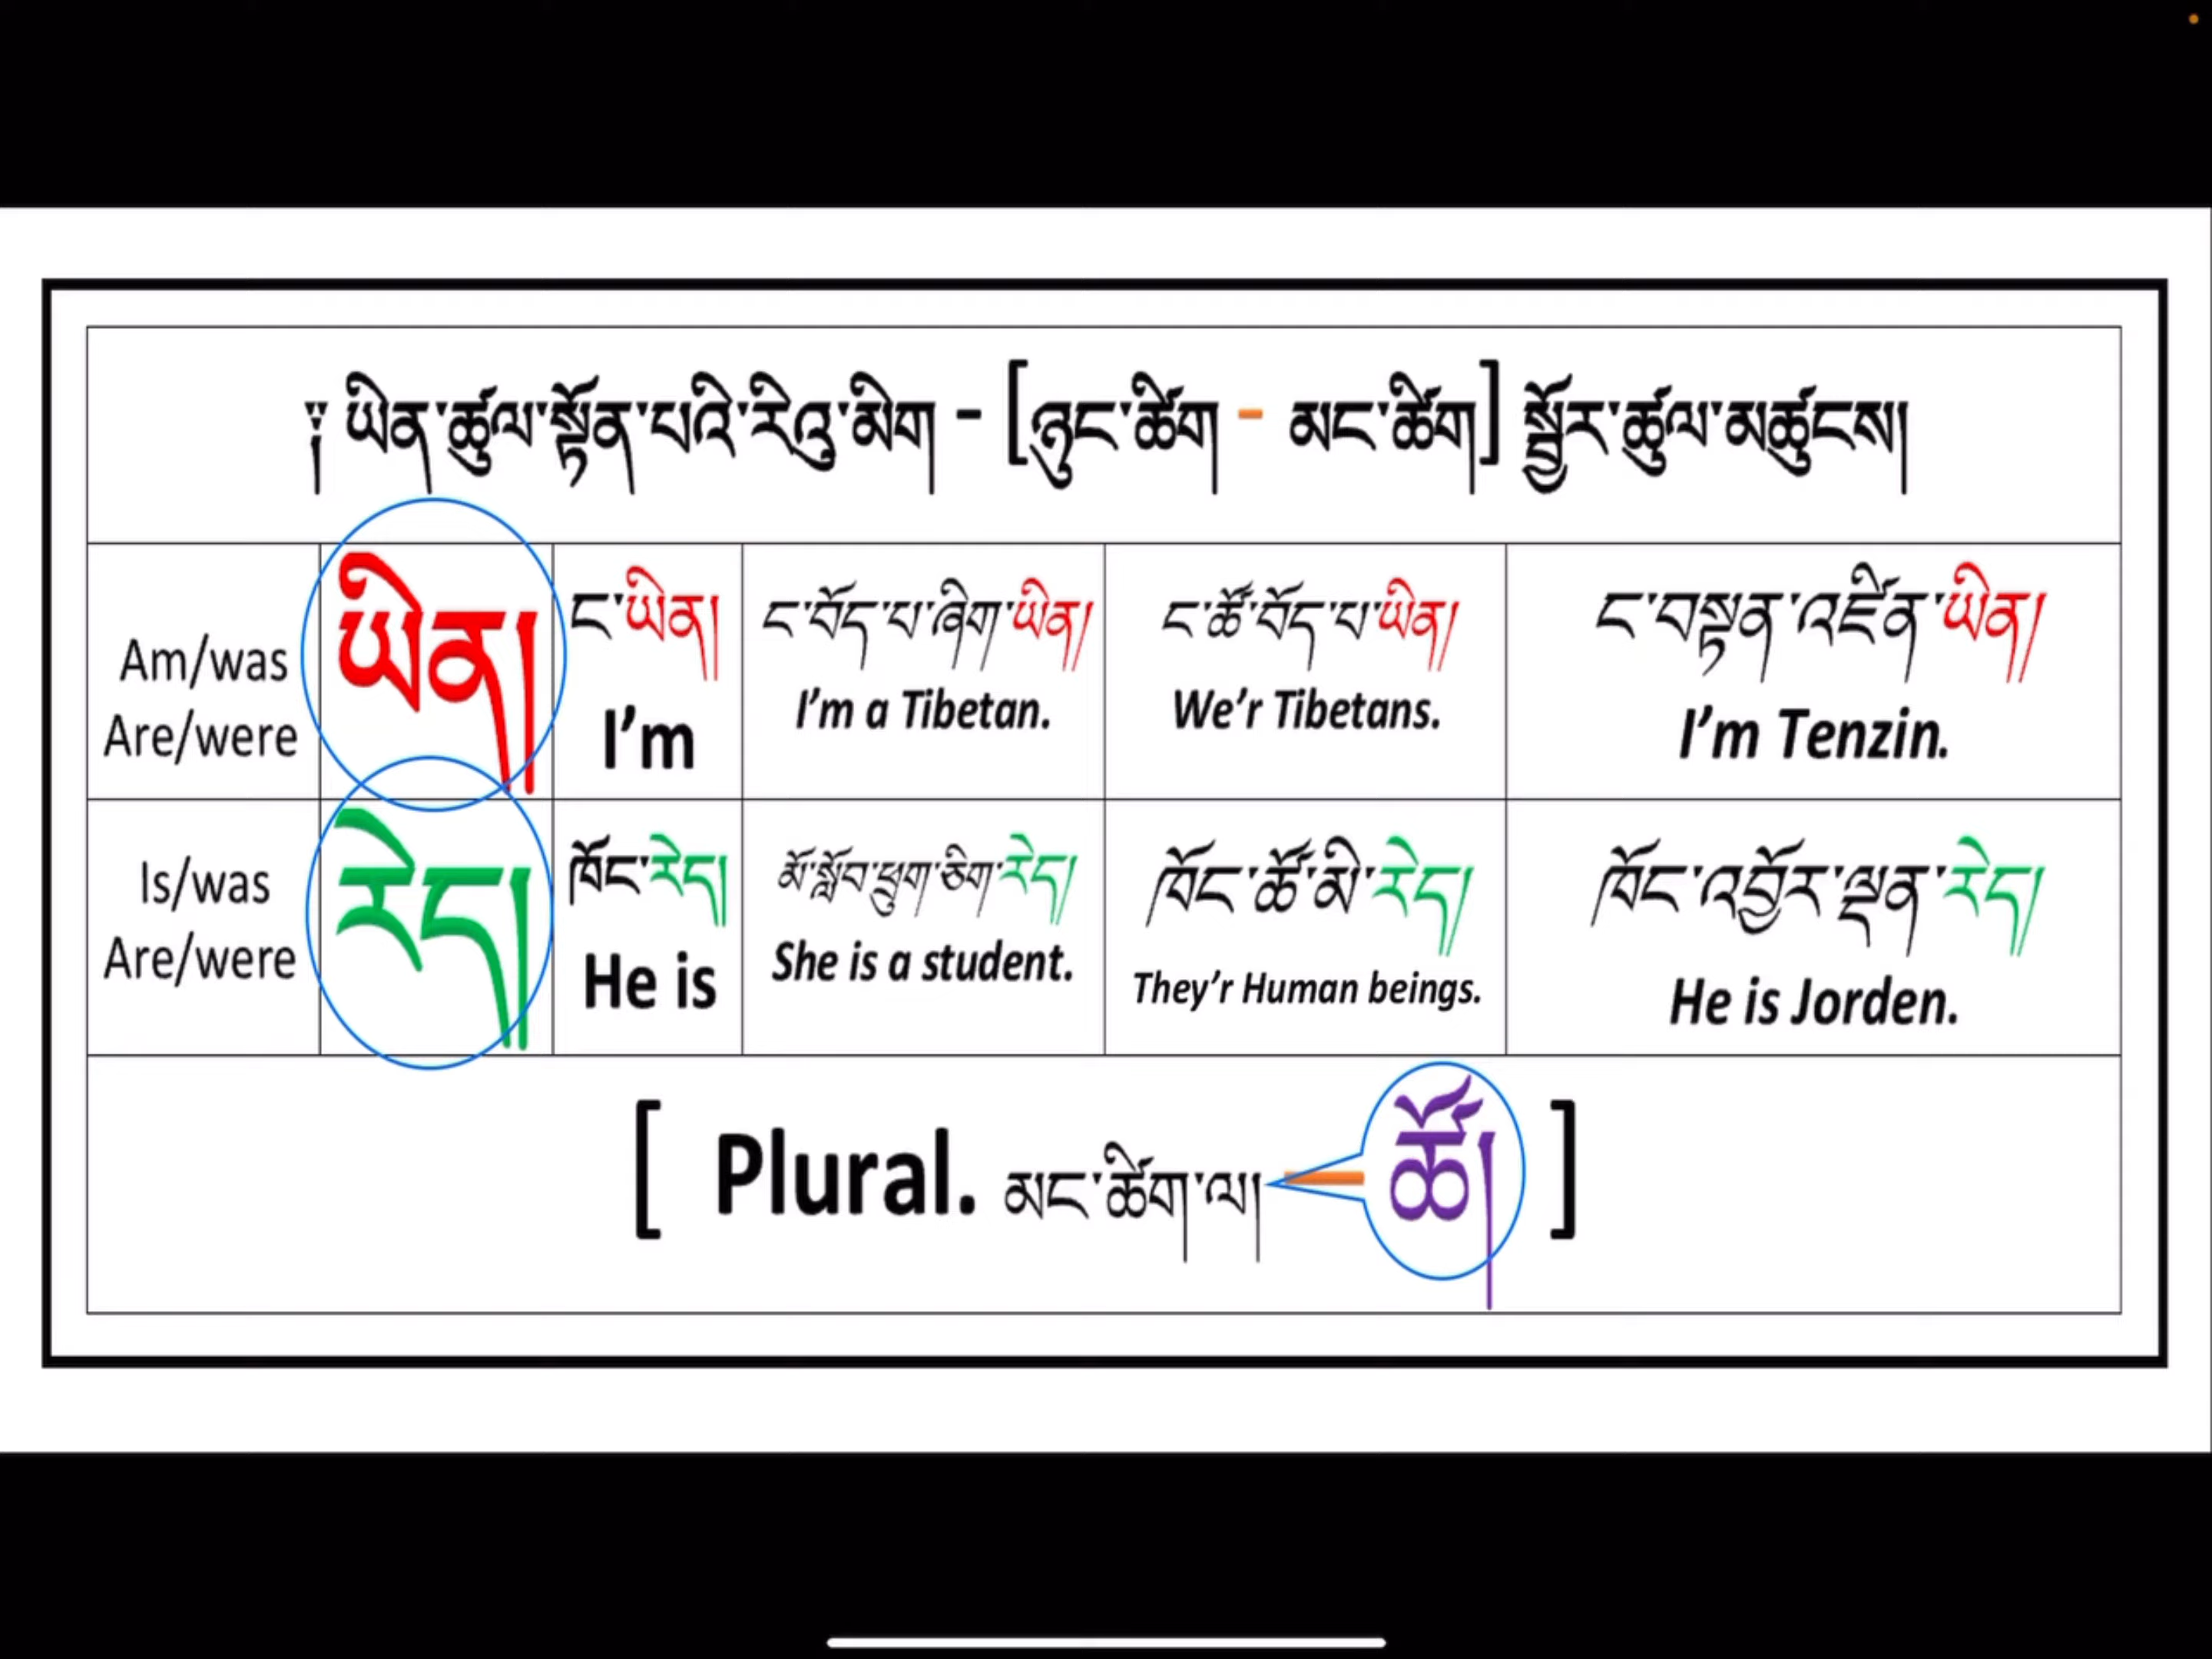 ༈ ཡིན་ཚུལ་སྟོན་པའི་རིའུ་མིག - [ཉུང་ཚིག - མང་ཚིག] སྦྱོར་ཚུལ་མཚུངས།
Am/was
Are/were
ཡིན།
ང་ཡིན།
I’m
ང་བོད་པ་ཞིག་ཡིན།
I’m a Tibetan.
ང་ཚོ་བོད་པ་ཡིན།
We’r Tibetans.
ང་བསྟན་འཛིན་ཡིན།
I’m Tenzin.
Is/was
Are/were
རེད།
ཁོང་རེད།
He is
མོ་སློབ་ཕྲུག་ཅིག་རེད།
She is a student.
ཁོང་ཚོ་མི་རེད།
They’r Human beings.
ཁོང་འབྱོར་ལྡན་རེད།
He is Jorden.
[ Plural. མང་ཚིག་ལ། - ཚོ། ]